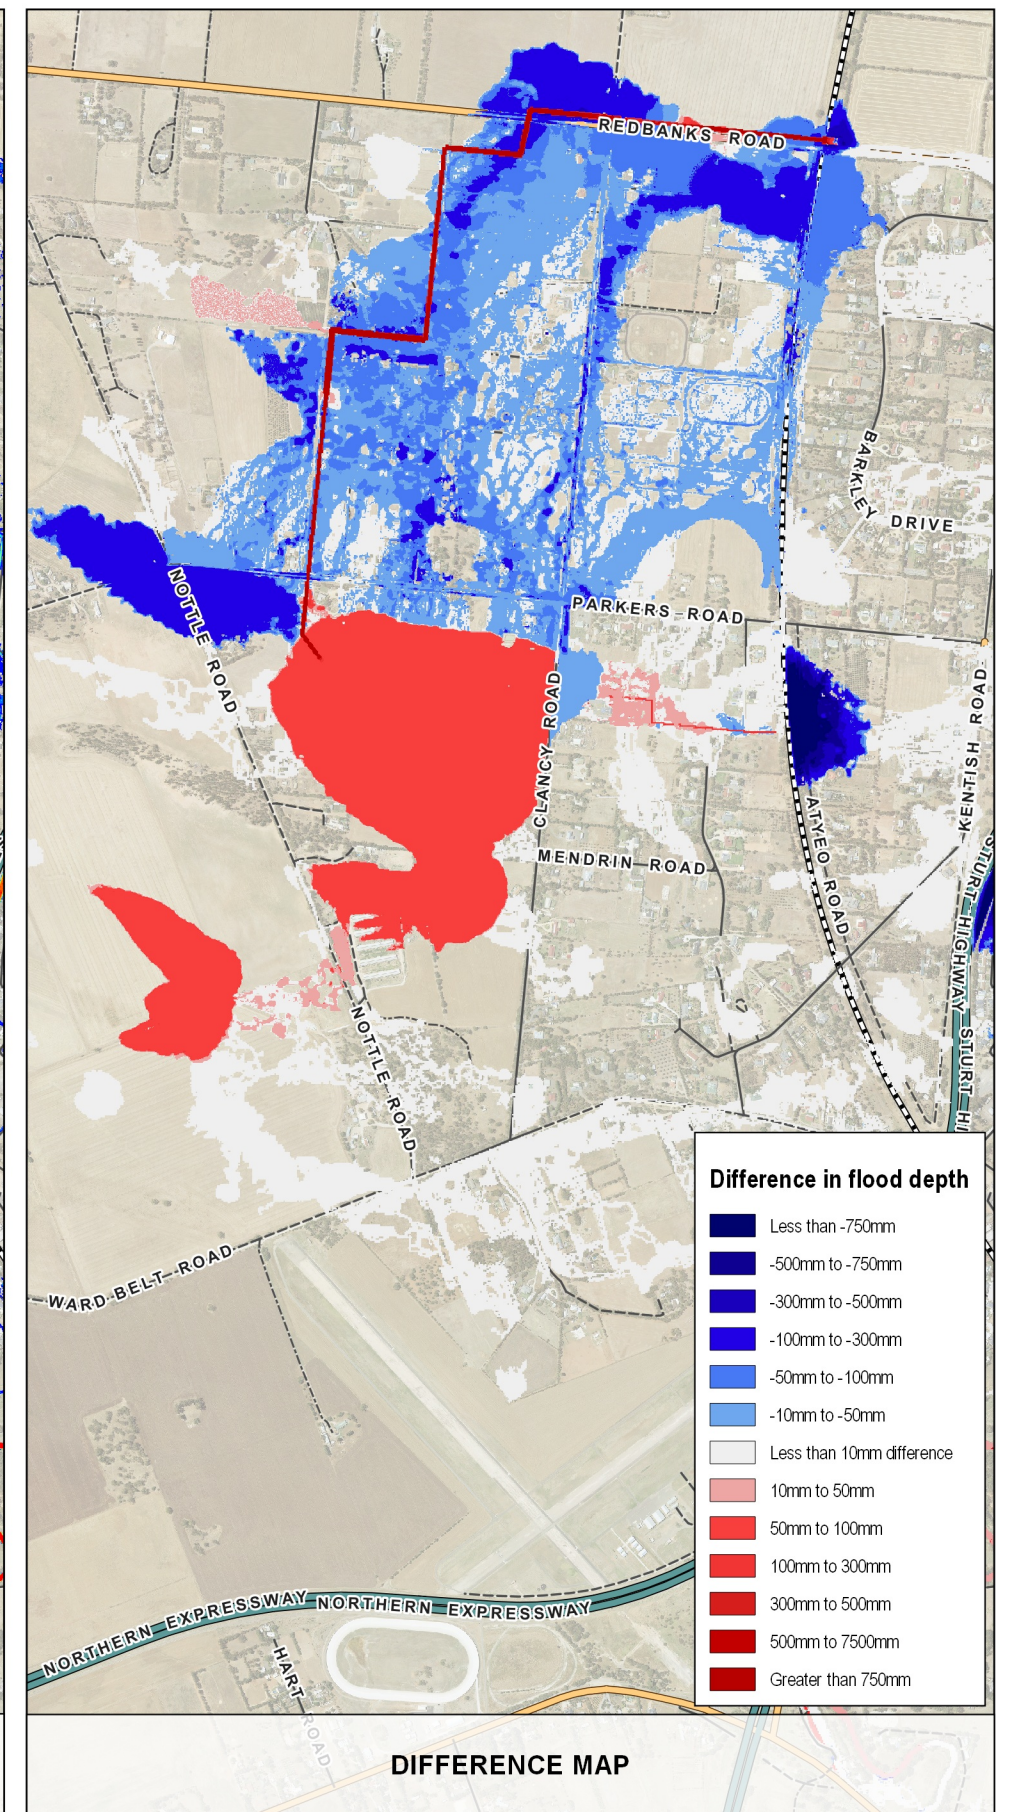 REDBANKS ROAD
BARKLEY DRIVE
NOTTLE ROAD
PARKERS ROAD
CLANCY ROAD
KENTISH ROAD
MENDRIN ROAD
ATYEO ROAD
STURT HIGHWAY STURT HI
NOTTLE ROAD
WARD BELT ROAD
Difference in flood depth
Less than -750mm
-500mm to -750mm
-300mm to -500mm
-100mm to -300mm
-50mm to -100mm
-10mm to -50mm
Less than 10mm difference
10mm to 50mm
50mm to 100mm
100mm to 300mm
300mm to 500mm
500mm to 7500mm
Greater than 750mm
NORTHERN EXPRESSWAY NORTHERN EXPRESSWAY
HART ROAD
DIFFERENCE MAP